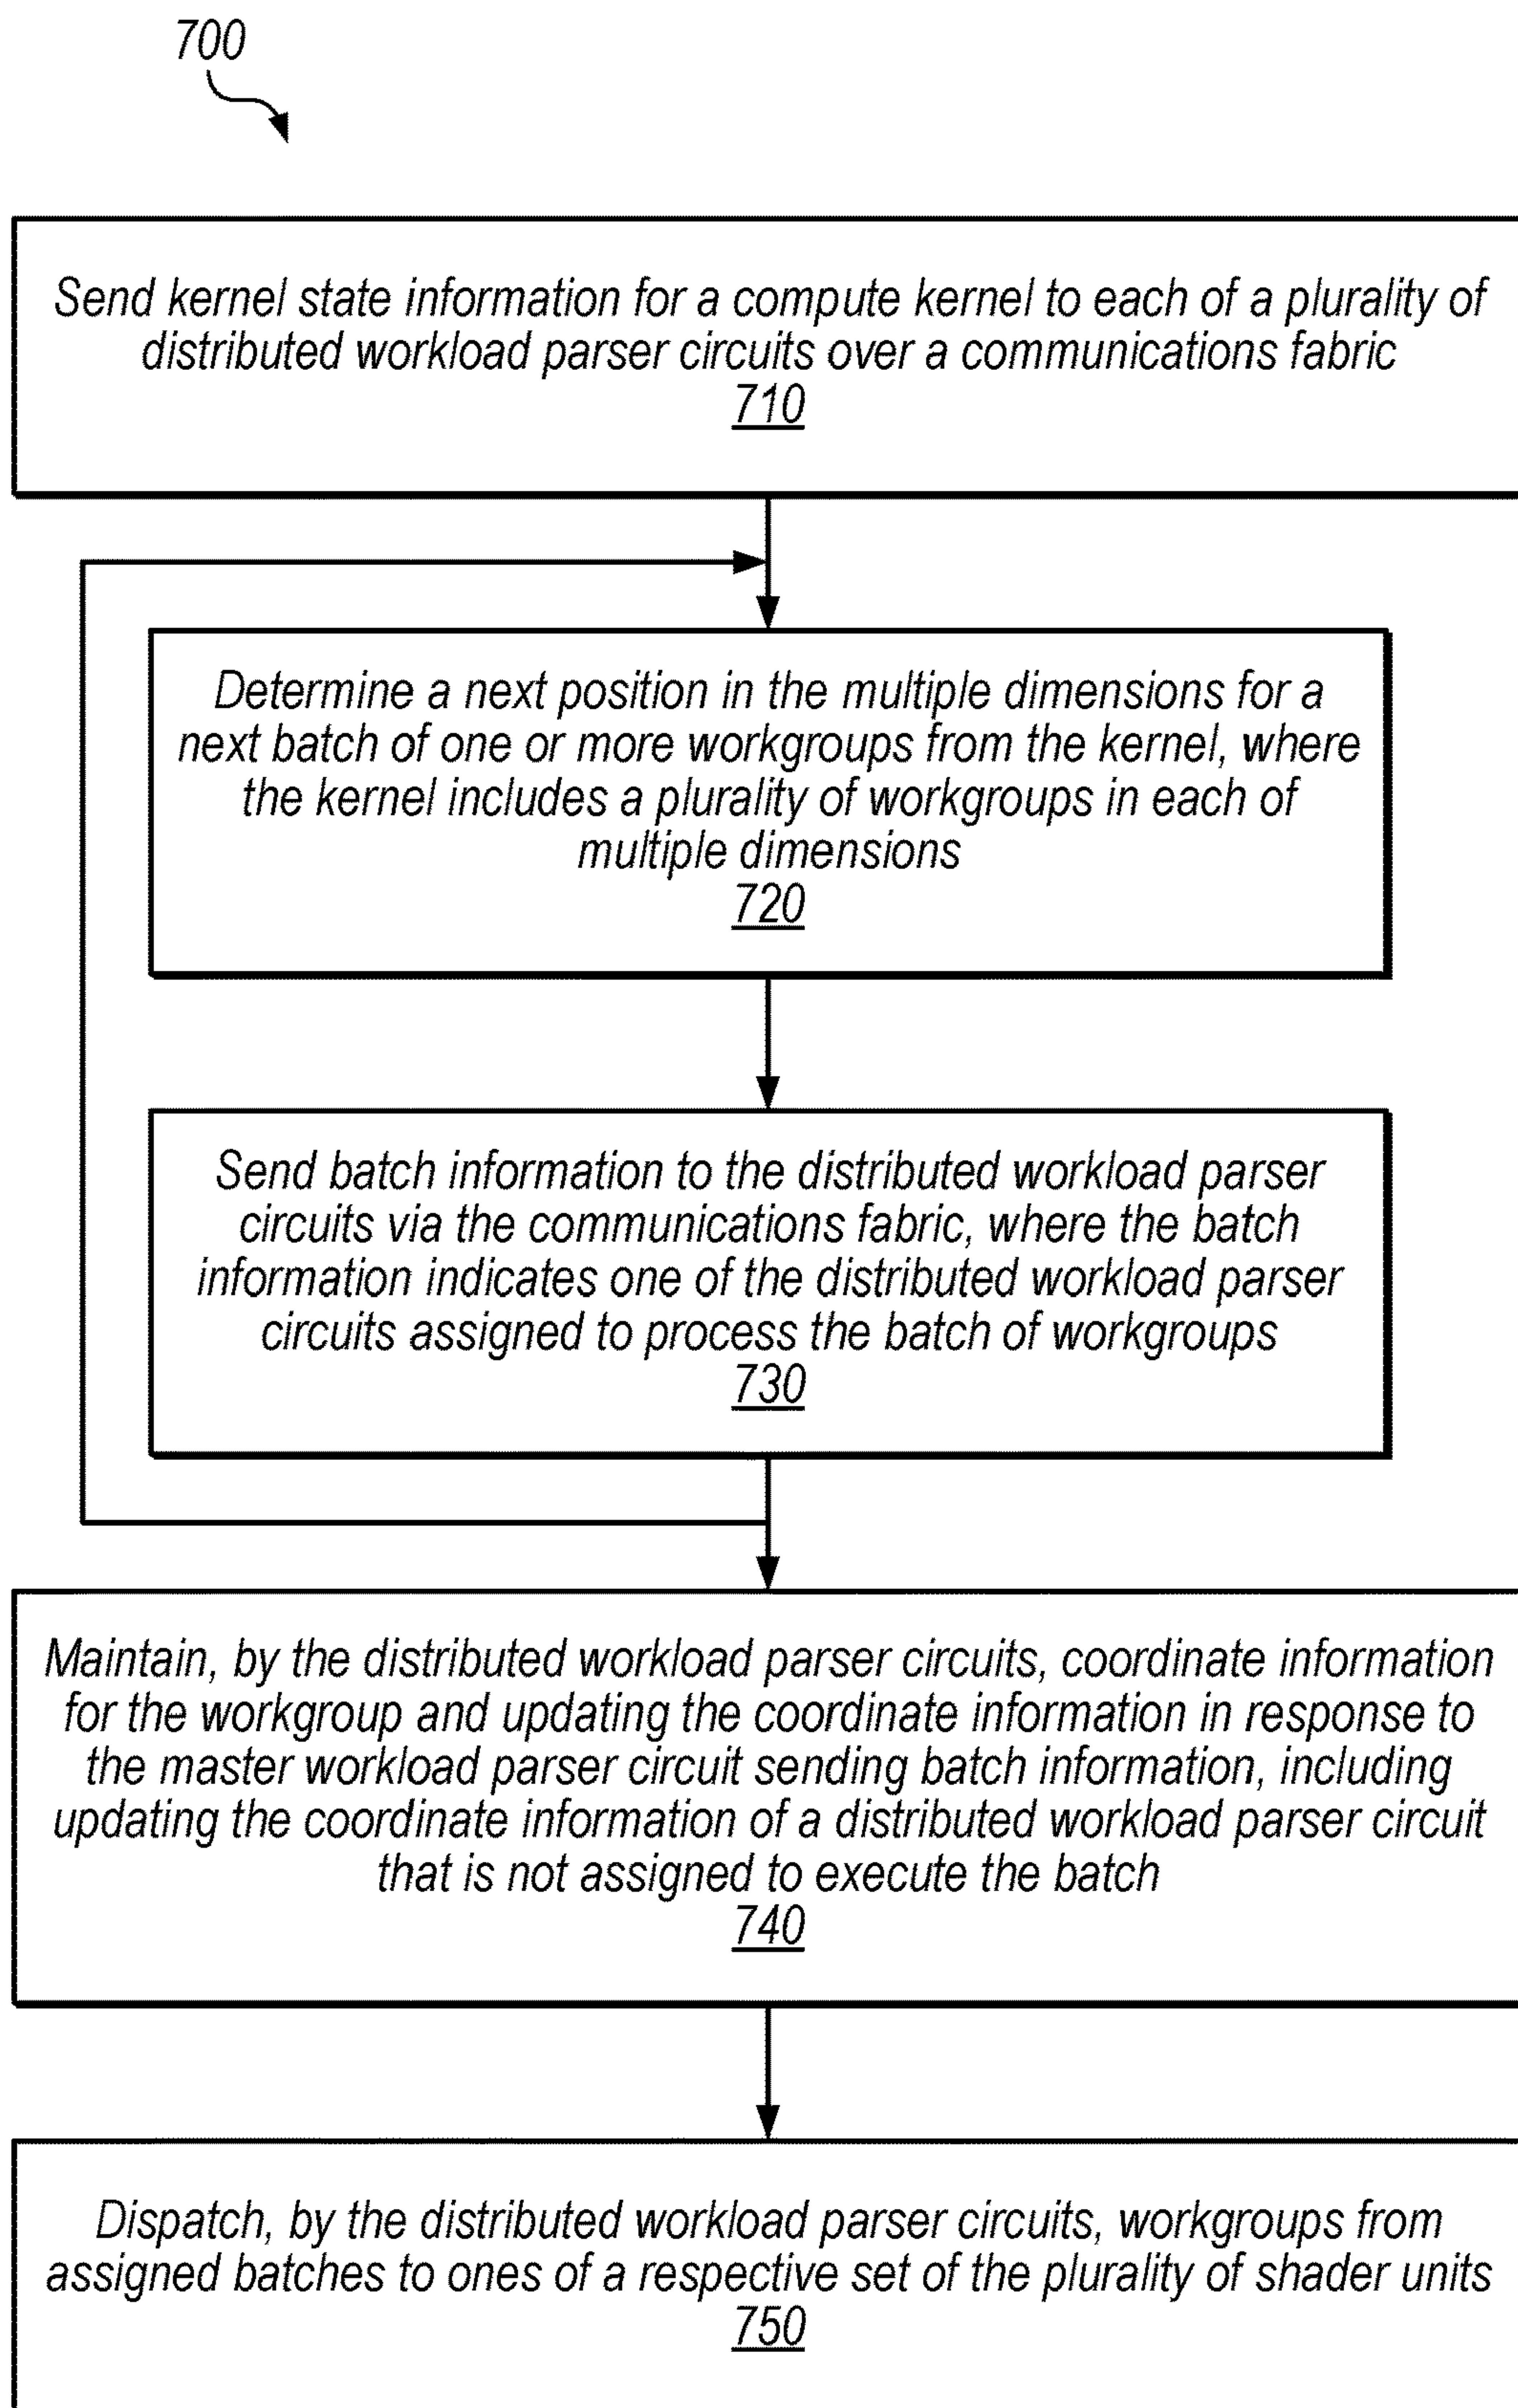 700
Send kernel state information for a compute kernel to each of a plurality of
distributed workload parser circuits over a communications fabric
710
Determine a next position in the multiple dimensions for a
next batch of one or more workgroups from the kernel, where
the kernel includes a plurality of workgroups in each of
multiple dimensions
720
Send batch information to the distributed workload parser
circuits via the communications fabric, where the batch
information indicates one of the distributed workload parser
circuits assigned to process the batch of workgroups
730
Maintain, by the distributed workload parser circuits, coordinate information
for the workgroup and updating the coordinate information in response to
the master workload parser circuit sending batch information, including
updating the coordinate information of a distributed workload parser circuit
that is not assigned to execute the batch
740
Dispatch, by the distributed workload parser circuits, workgroups from
assigned batches to ones of a respective set of the plurality of shader units
750